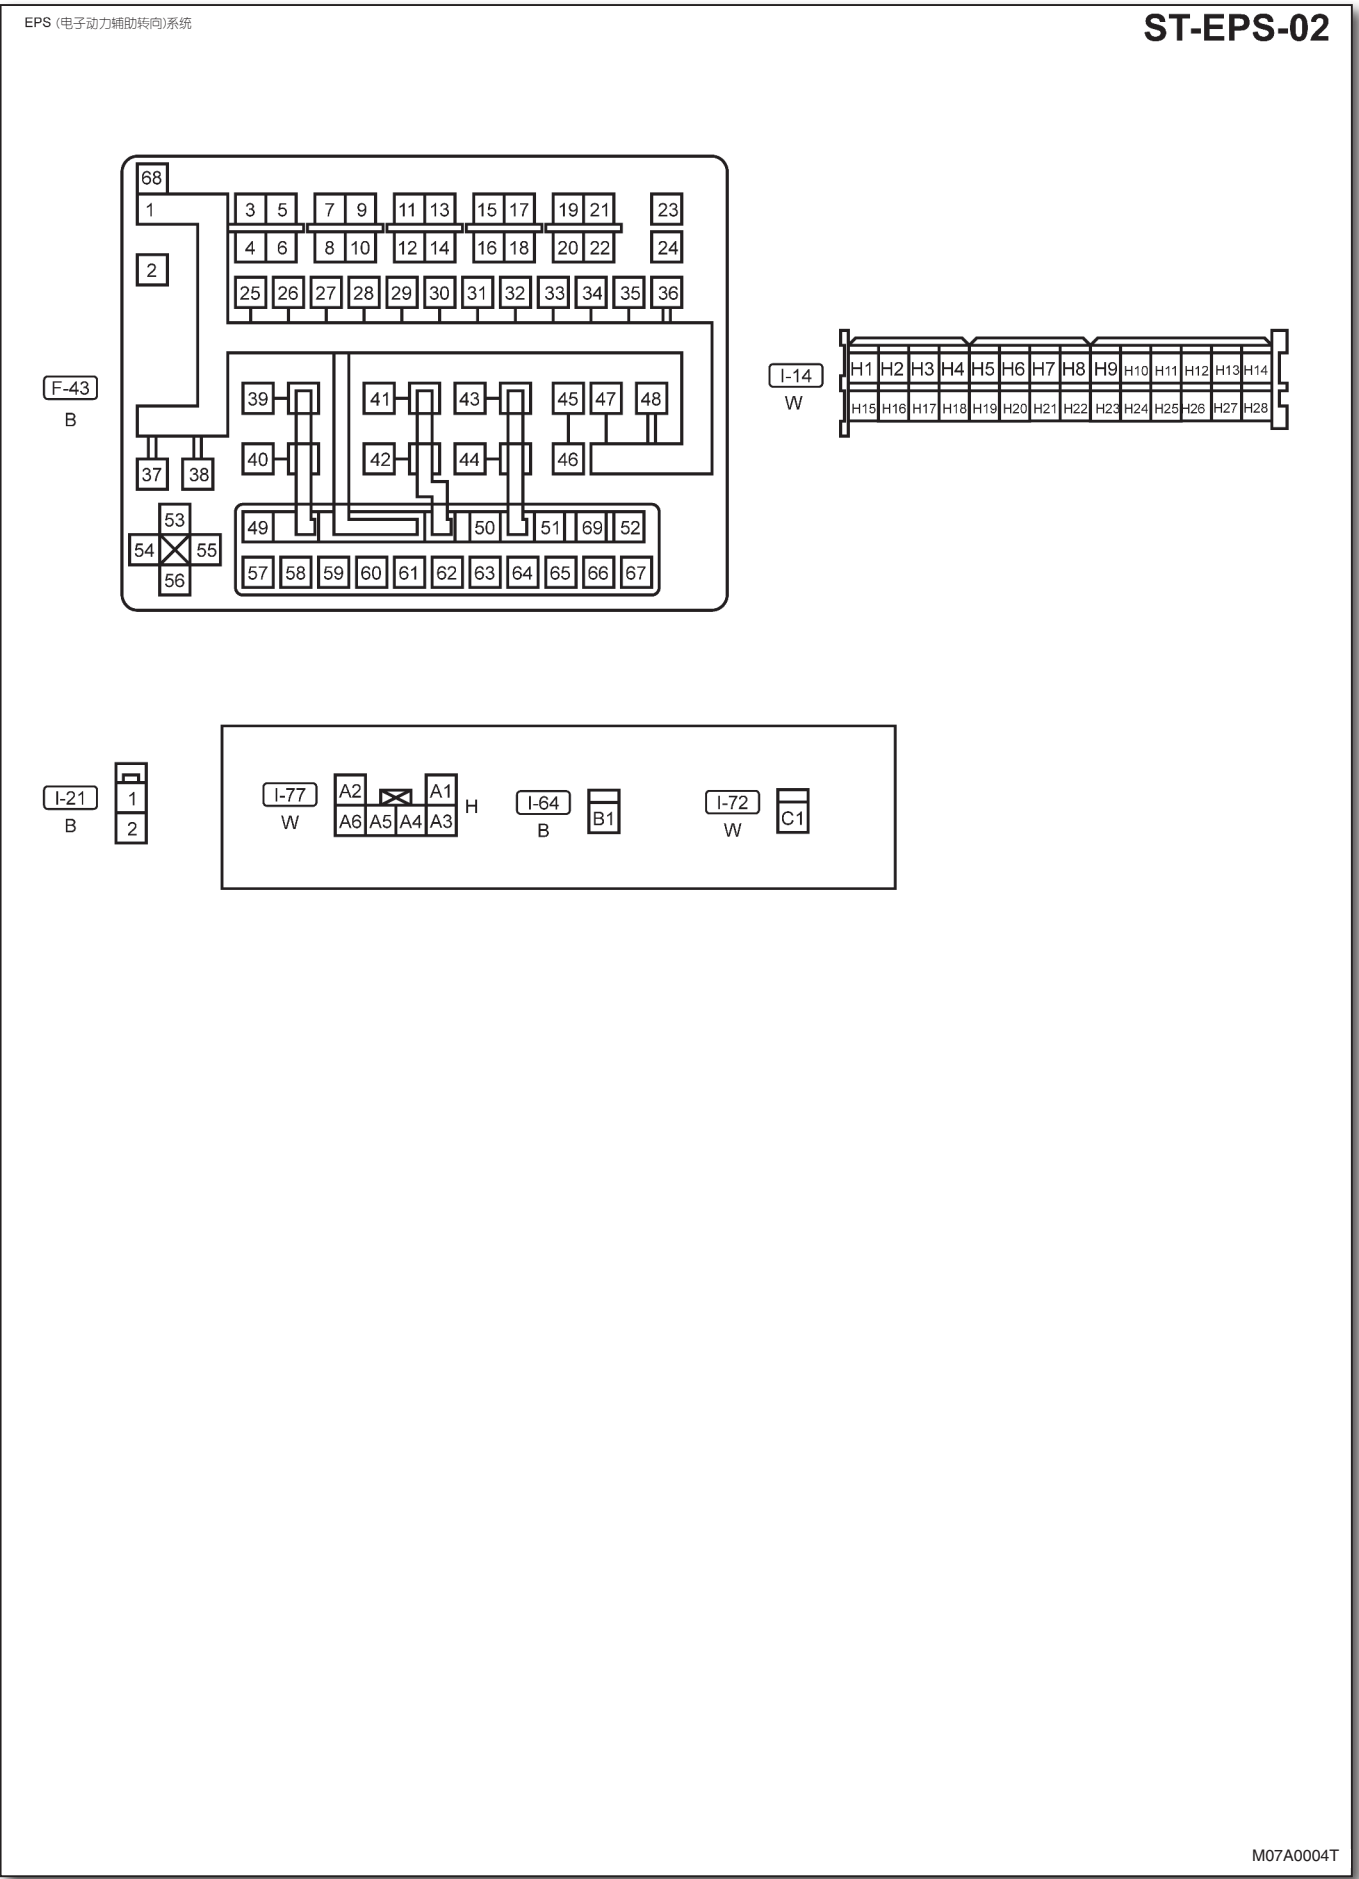 EPS (电子动力辅助转向)系统
ST-EPS-02
68
1
3 5 7 9 11 13 15 17 19 21 23
4 6 8 10 12 14 16 18 20 22 24
2
25 26 27 28 29 30 31 32 33 34 35 36
F-43
B
39 41 43 45 47 48
40 42 44 46
37 38
53
54 55
56
49 50 51 69 52
57 58 59 60 61 62 63 64 65 66 67
I-14
W
H1 H2 H3 H4 H5 H6 H7 H8 H9 H10 H11 H12 H13 H14
H15 H16 H17 H18 H19 H20 H21 H22 H23 H24 H25 H26 H27 H28
I-21
B
1
2
I-77
W
A2 A1
A6 A5 A4 A3
H
I-64
B
B1
I-72
W
C1
M07A0004T